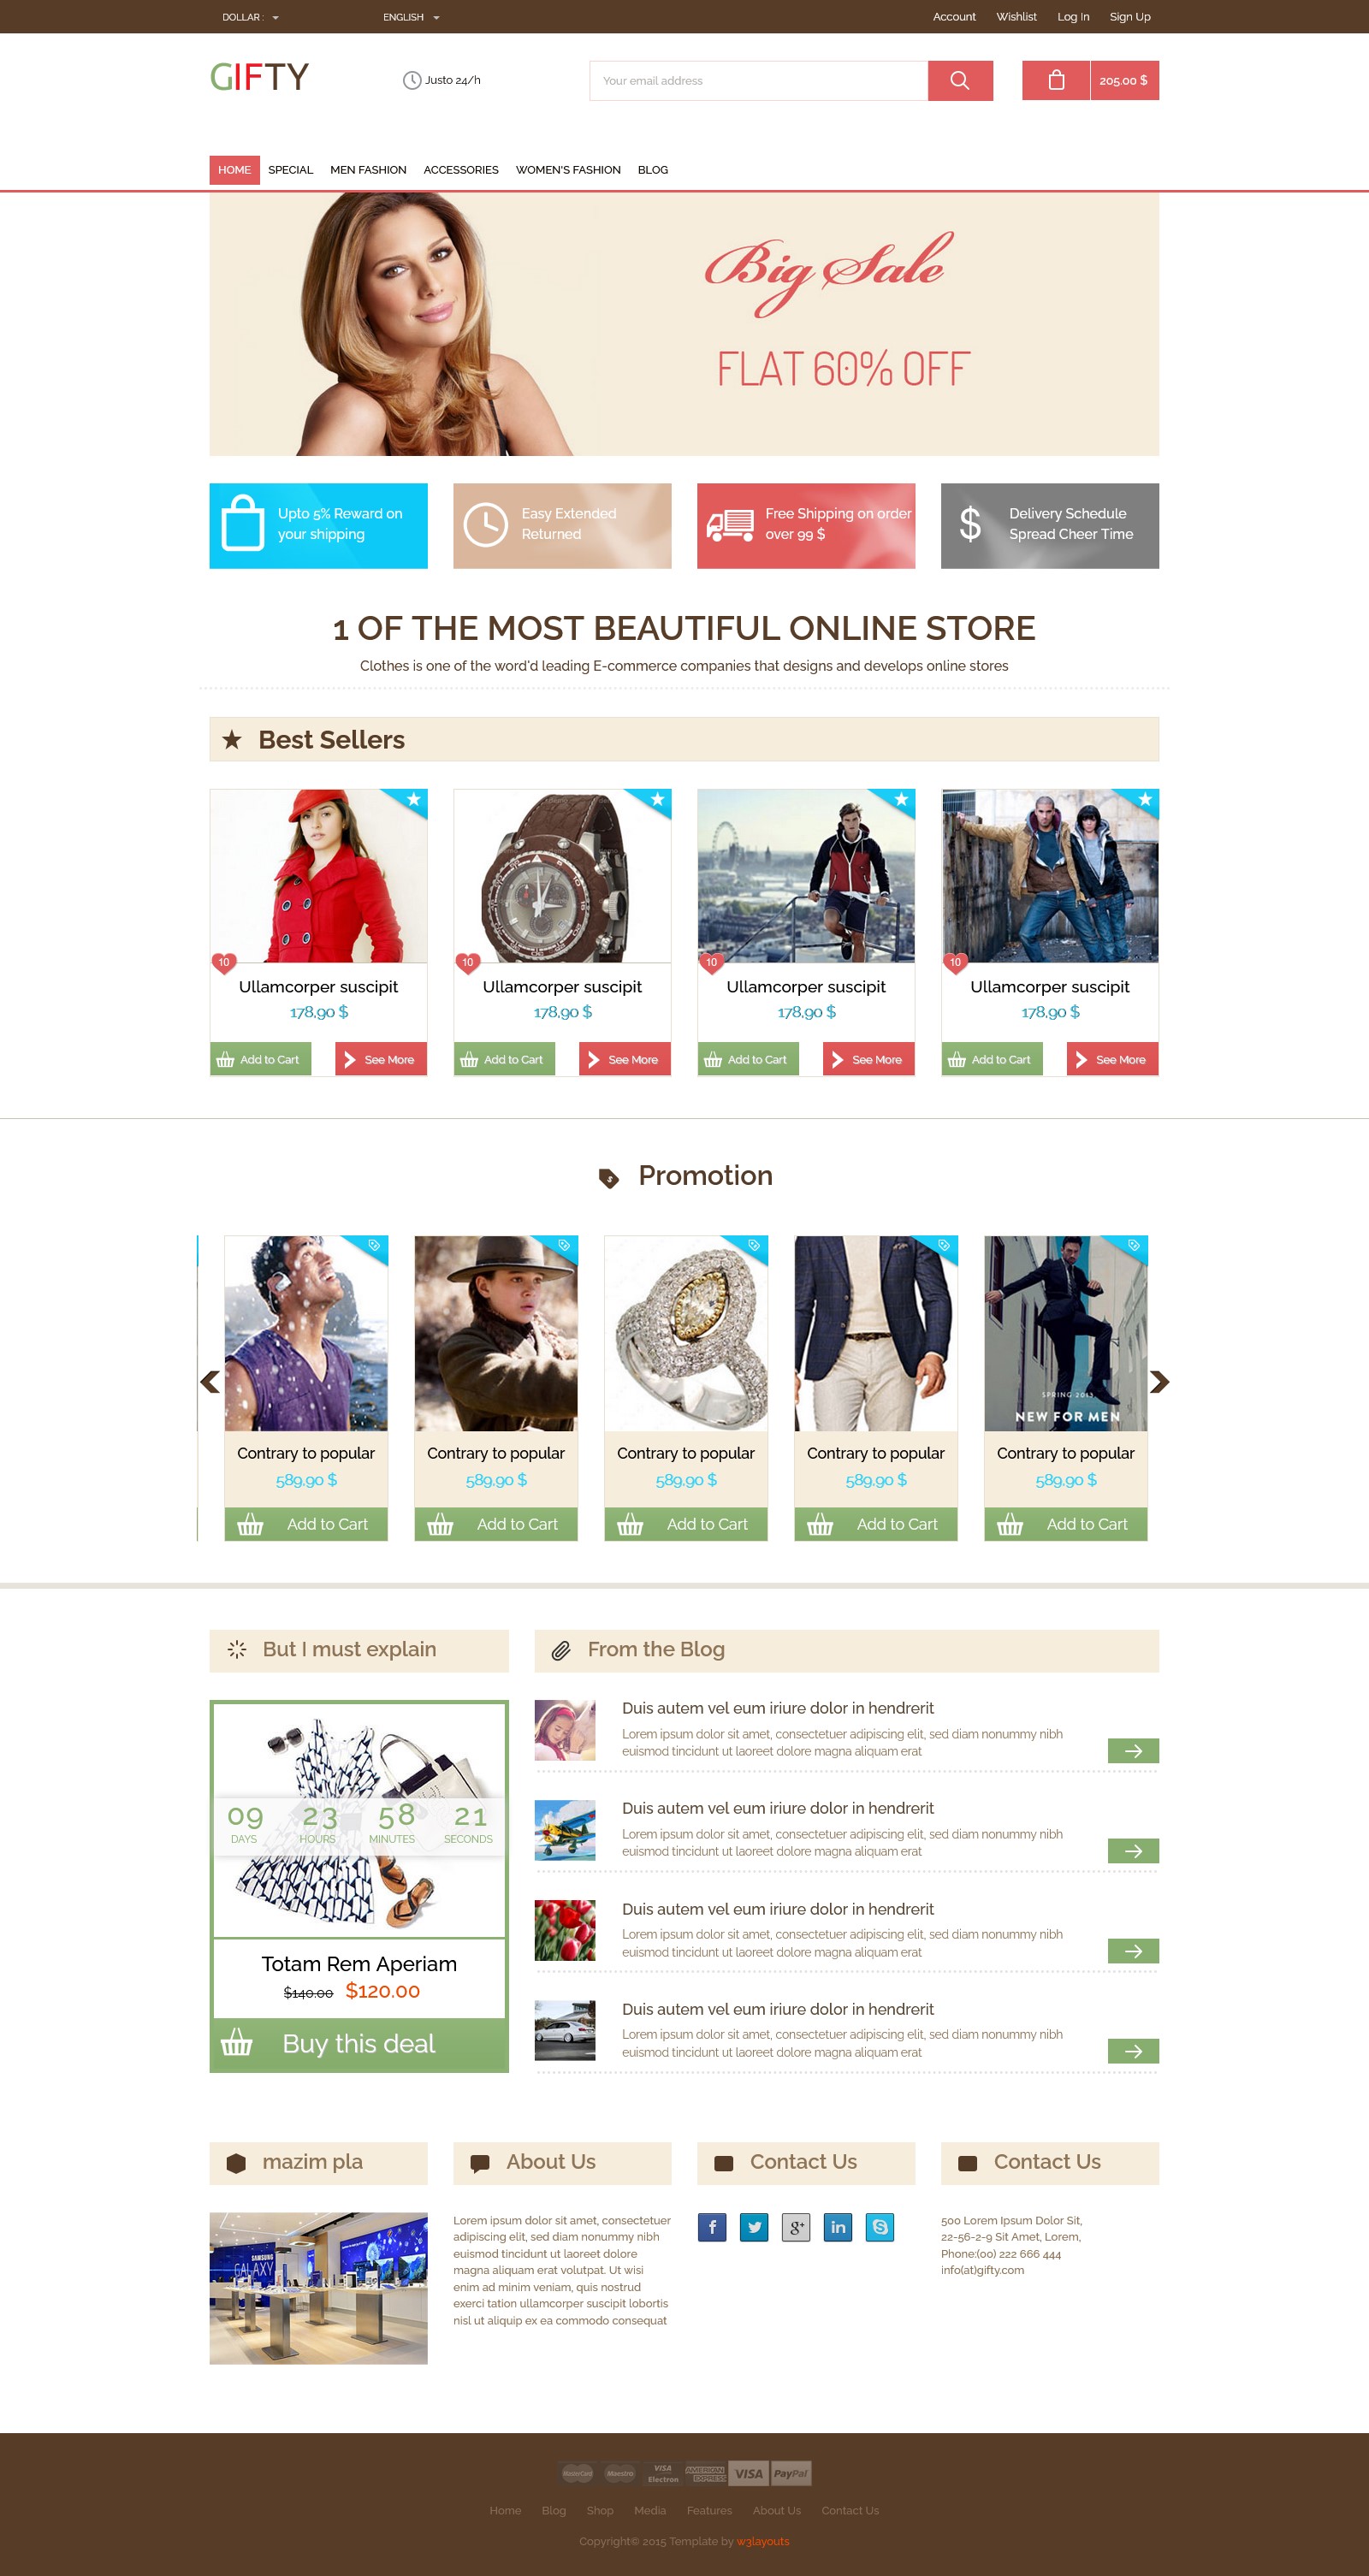 DOLLAR :
ENGLISH
Account Wishlist Log In Sign Up
GIFTY
Justo 24/h
Your email address
205.00 $
HOME SPECIAL MEN FASHION ACCESSORIES WOMEN'S FASHION BLOG
Big Sale
FLAT 60% OFF
Upto 5% Reward on
your shipping
Easy Extended
Returned
Free Shipping on order
over 99 $
$
Delivery Schedule
Spread Cheer Time
1 OF THE MOST BEAUTIFUL ONLINE STORE
Clothes is one of the word'd leading E-commerce companies that designs and develops online stores
Best Sellers
10
Ullamcorper suscipit
178.90 $
Add to Cart
See More
10
Ullamcorper suscipit
178.90 $
Add to Cart
See More
10
Ullamcorper suscipit
178.90 $
Add to Cart
See More
10
Ullamcorper suscipit
178.90 $
Add to Cart
See More
Promotion
Contrary to popular
589.90 $
Add to Cart
Contrary to popular
589.90 $
Add to Cart
Contrary to popular
589.90 $
Add to Cart
Contrary to popular
589.90 $
Add to Cart
SPRING 2013
NEW FOR MEN
Contrary to popular
589.90 $
Add to Cart
But I must explain
09 23 58 21
DAYS HOURS MINUTES SECONDS
Totam Rem Aperiam
$140.00 $120.00
Buy this deal
From the Blog
Duis autem vel eum iriure dolor in hendrerit
Lorem ipsum dolor sit amet, consectetuer adipiscing elit, sed diam nonummy nibh
euismod tincidunt ut laoreet dolore magna aliquam erat
Duis autem vel eum iriure dolor in hendrerit
Lorem ipsum dolor sit amet, consectetuer adipiscing elit, sed diam nonummy nibh
euismod tincidunt ut laoreet dolore magna aliquam erat
Duis autem vel eum iriure dolor in hendrerit
Lorem ipsum dolor sit amet, consectetuer adipiscing elit, sed diam nonummy nibh
euismod tincidunt ut laoreet dolore magna aliquam erat
Duis autem vel eum iriure dolor in hendrerit
Lorem ipsum dolor sit amet, consectetuer adipiscing elit, sed diam nonummy nibh
euismod tincidunt ut laoreet dolore magna aliquam erat
mazim pla
SAMSUNG
GALAXY
About Us
Lorem ipsum dolor sit amet, consectetuer
adipiscing elit, sed diam nonummy nibh
euismod tincidunt ut laoreet dolore
magna aliquam erat volutpat. Ut wisi
enim ad minim veniam, quis nostrud
exerci tation ullamcorper suscipit lobortis
nisl ut aliquip ex ea commodo consequat
Contact Us
f in
Contact Us
500 Lorem Ipsum Dolor Sit,
22-56-2-9 Sit Amet, Lorem,
Phone:(00) 222 666 444
info(at)gifty.com
MasterCard Maestro VISA Electron AMERICAN EXPRESS VISA PayPal
Home Blog Shop Media Features About Us Contact Us
Copyright© 2015 Template by w3layouts